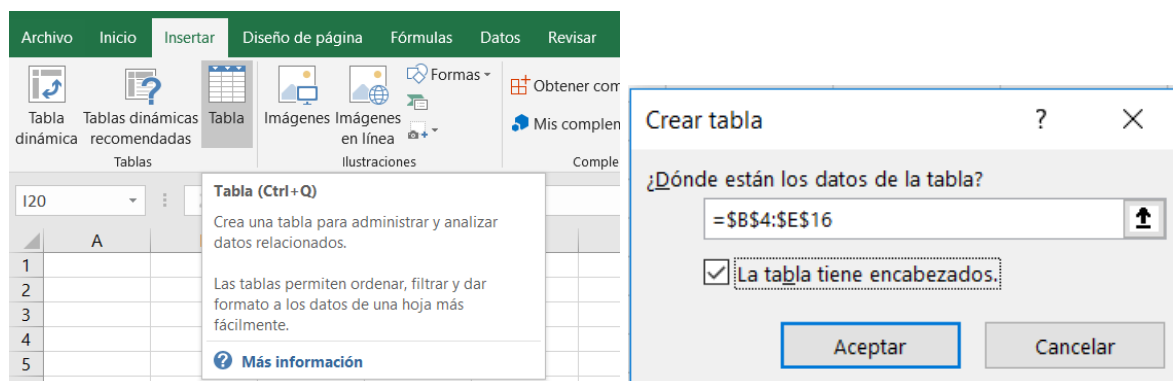 Archivo Inicio Insertar Diseño de página Fórmulas Datos Revisar
Tabla dinámica
Tablas dinámicas recomendadas
Tabla
Imágenes
Imágenes en línea
Formas
Obtener com
Mis complen
Tablas
Ilustraciones
Comple
I20
A
1
2
3
4
5
Tabla (Ctrl+Q)
Crea una tabla para administrar y analizar
datos relacionados.
Las tablas permiten ordenar, filtrar y dar
formato a los datos de una hoja más
fácilmente.
? Más información
Crear tabla ? ×
¿Dónde están los datos de la tabla?
=$B$4:$E$16
La tabla tiene encabezados.
Aceptar Cancelar